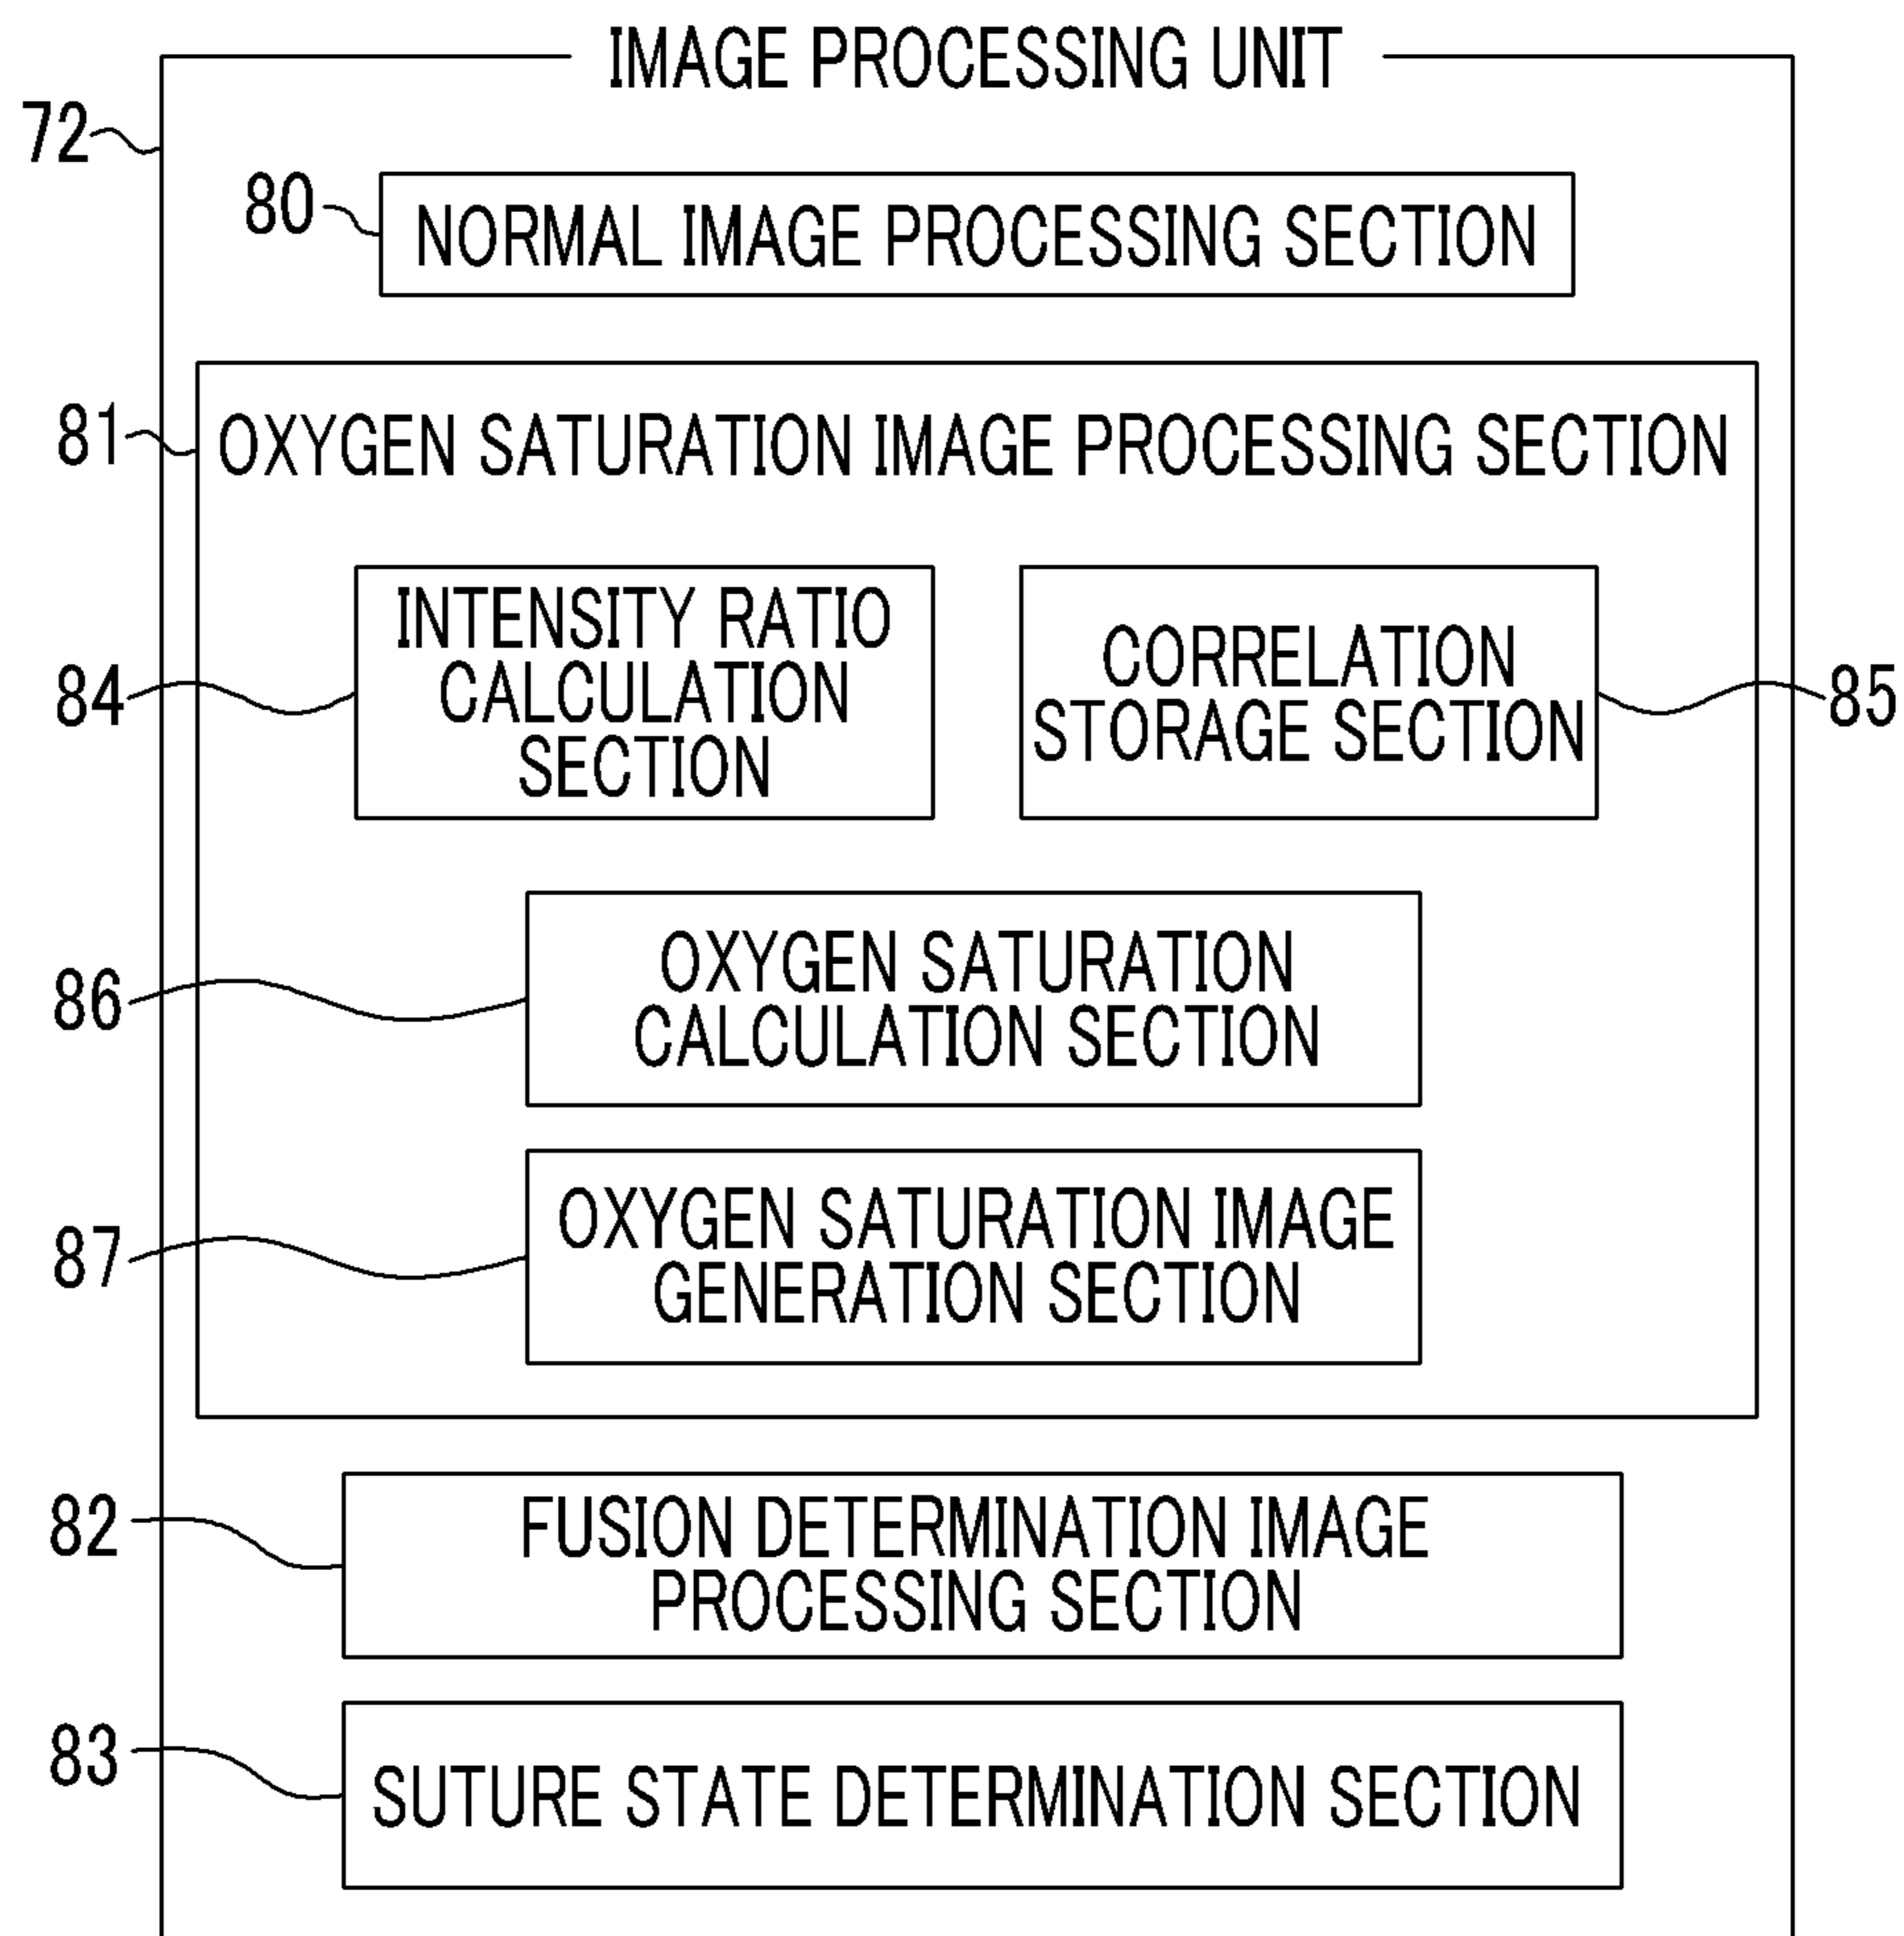 IMAGE PROCESSING UNIT
72
80
NORMAL IMAGE PROCESSING SECTION
81
OXYGEN SATURATION IMAGE PROCESSING SECTION
84
INTENSITY RATIO
CALCULATION
SECTION
CORRELATION
STORAGE SECTION
85
86
OXYGEN SATURATION
CALCULATION SECTION
87
OXYGEN SATURATION IMAGE
GENERATION SECTION
82
FUSION DETERMINATION IMAGE
PROCESSING SECTION
83
SUTURE STATE DETERMINATION SECTION